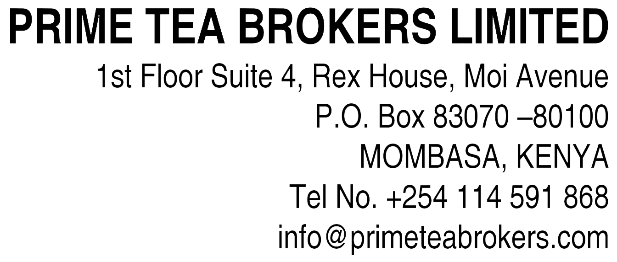 PRIME TEA BROKERS LIMITED
1st Floor Suite 4, Rex House, Moi Avenue
P.O. Box 83070 –80100
MOMBASA, KENYA
Tel No. +254 114 591 868
info@primeteabrokers.com